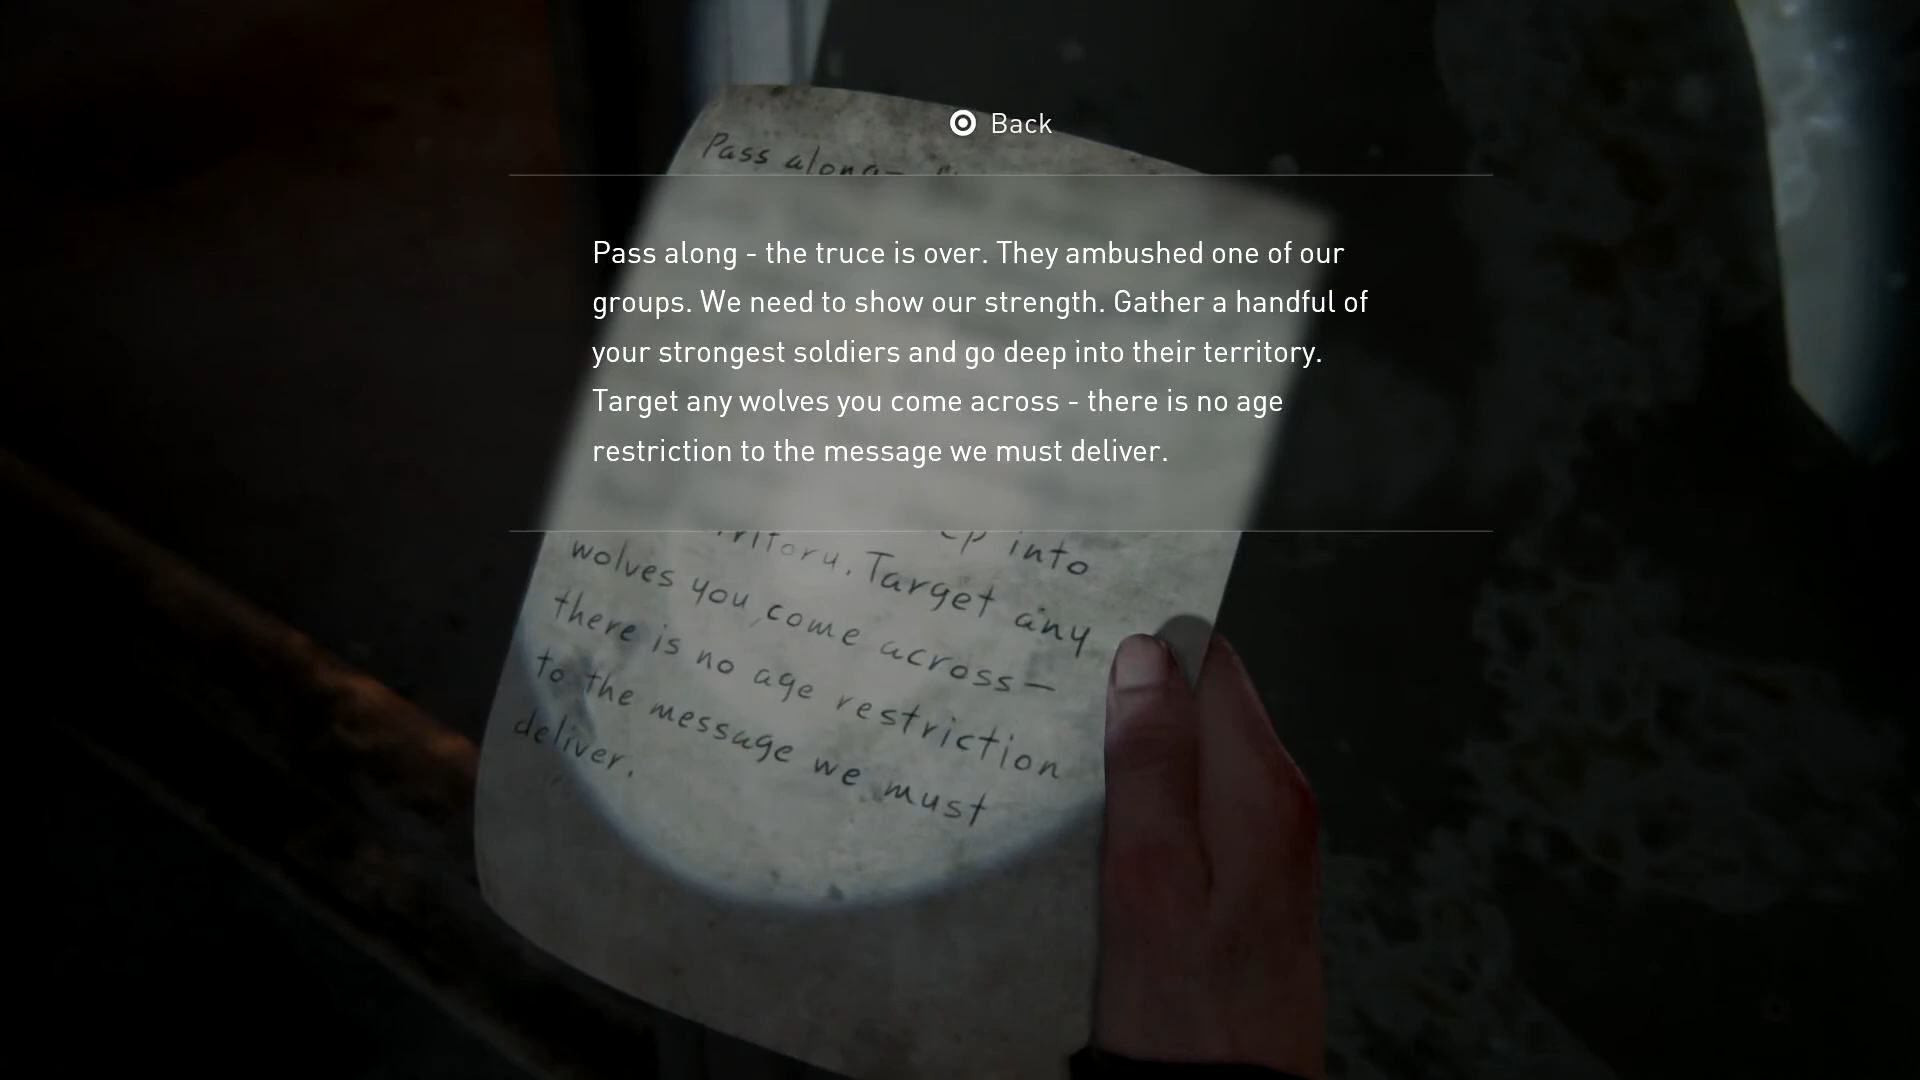 Back
Pass along-
Pass along - the truce is over. They ambushed one of our
groups. We need to show our strength. Gather a handful of
your strongest soldiers and go deep into their territory.
Target any wolves you come across - there is no age
restriction to the message we must deliver.
into
Target any
wolves you come across-
there is no age restriction
to the message we must
deliver.